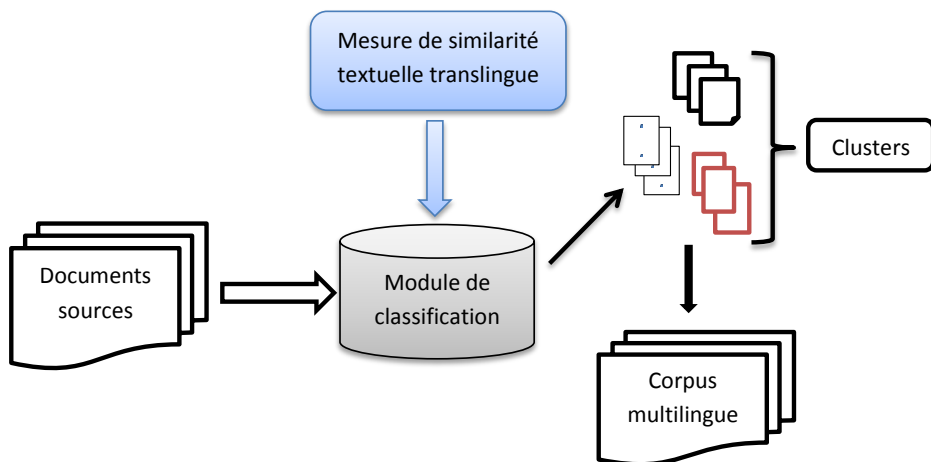 Mesure de similarité
textuelle translingue
Clusters
Documents
sources
Module de
classification
Corpus
multilingue